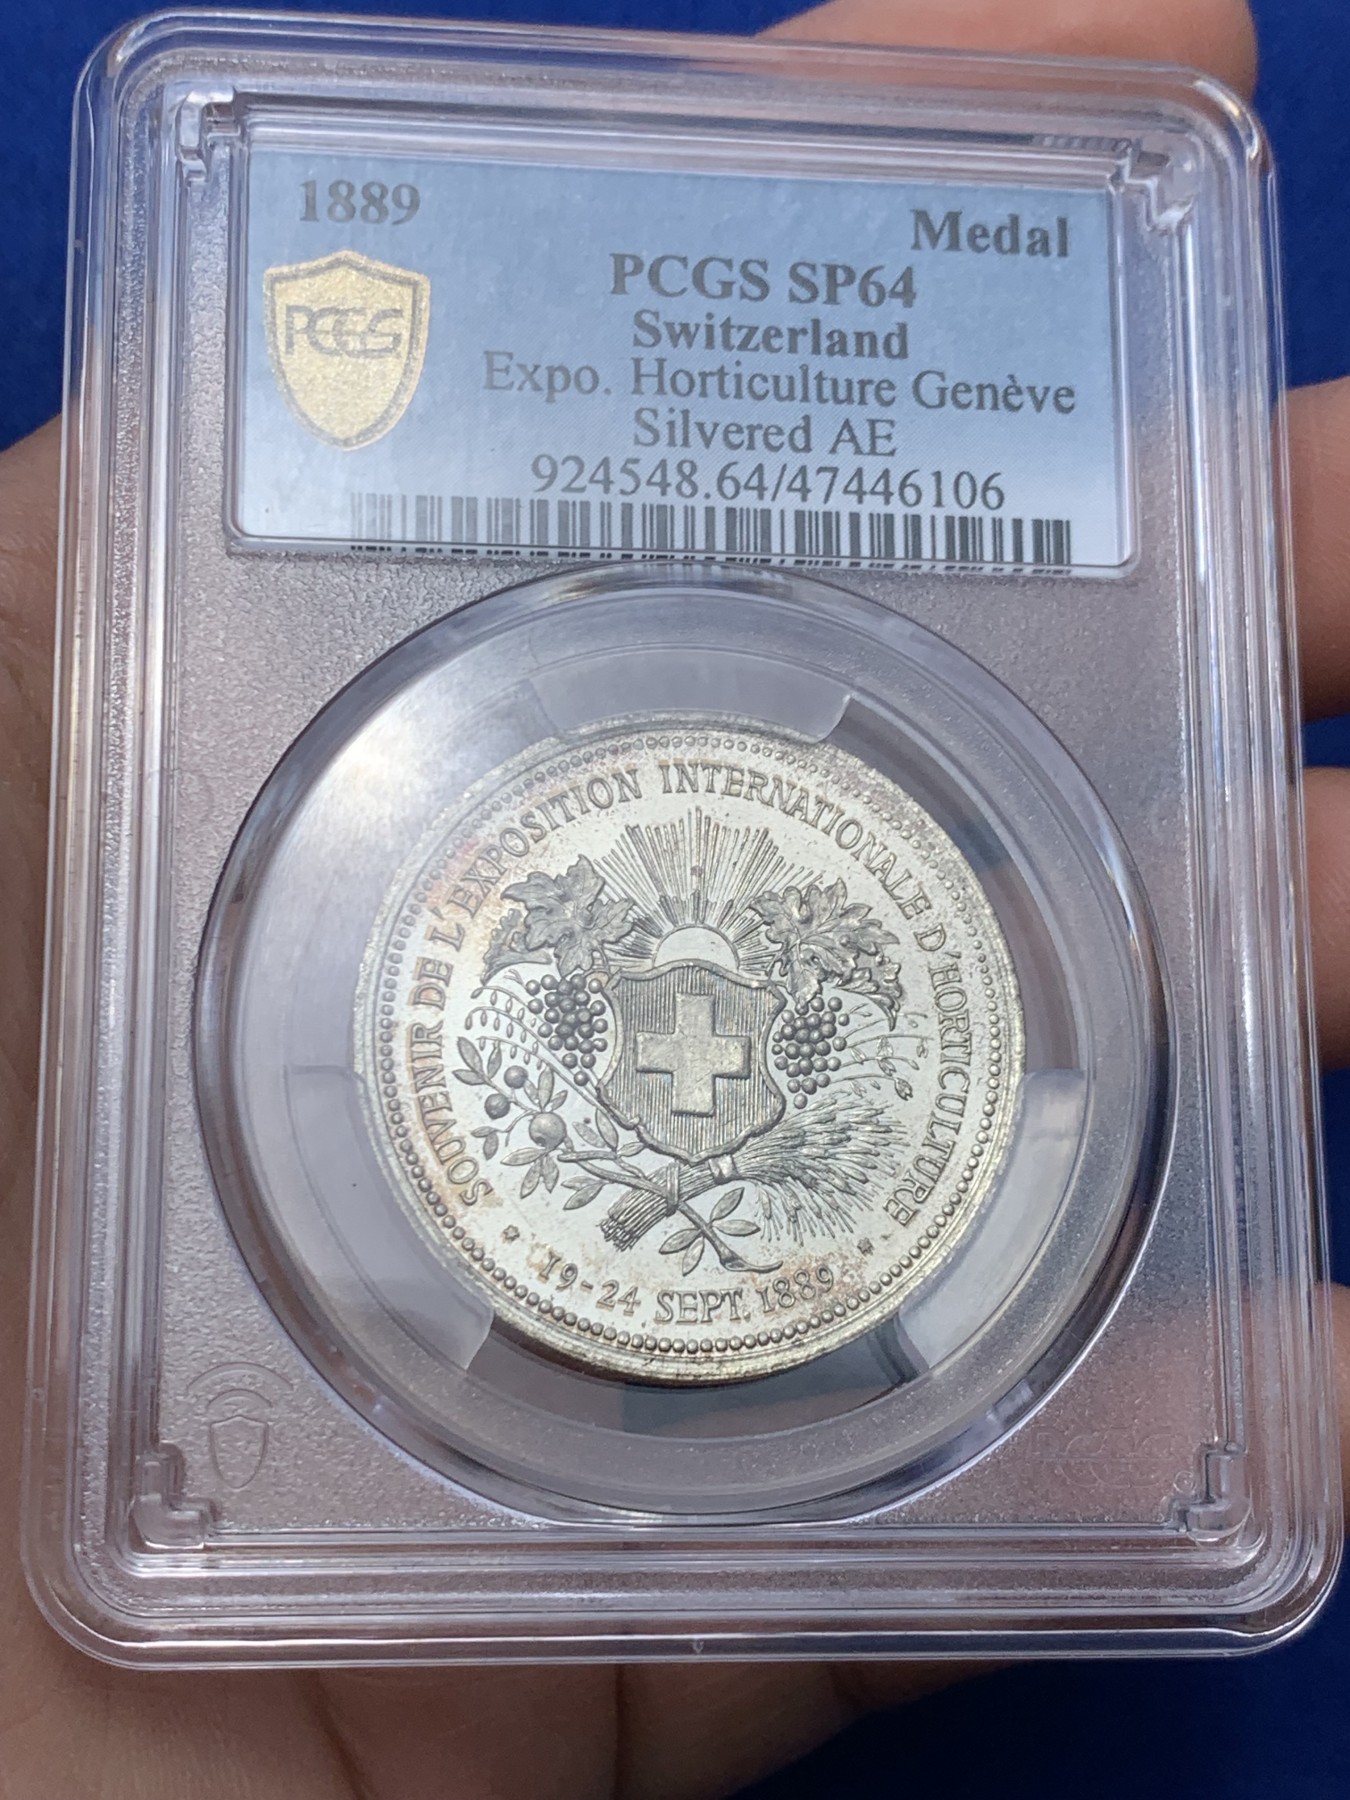 1889
Medal
PCGS
PCGS SP64
Switzerland
Expo. Horticulture Genève
Silvered AE
924548.64/47446106
SOUVENIR DE L'EXPOSITION INTERNATIONALE D'HORTICULTURE
* 19-24 SEPT. 1889 *
PCGS